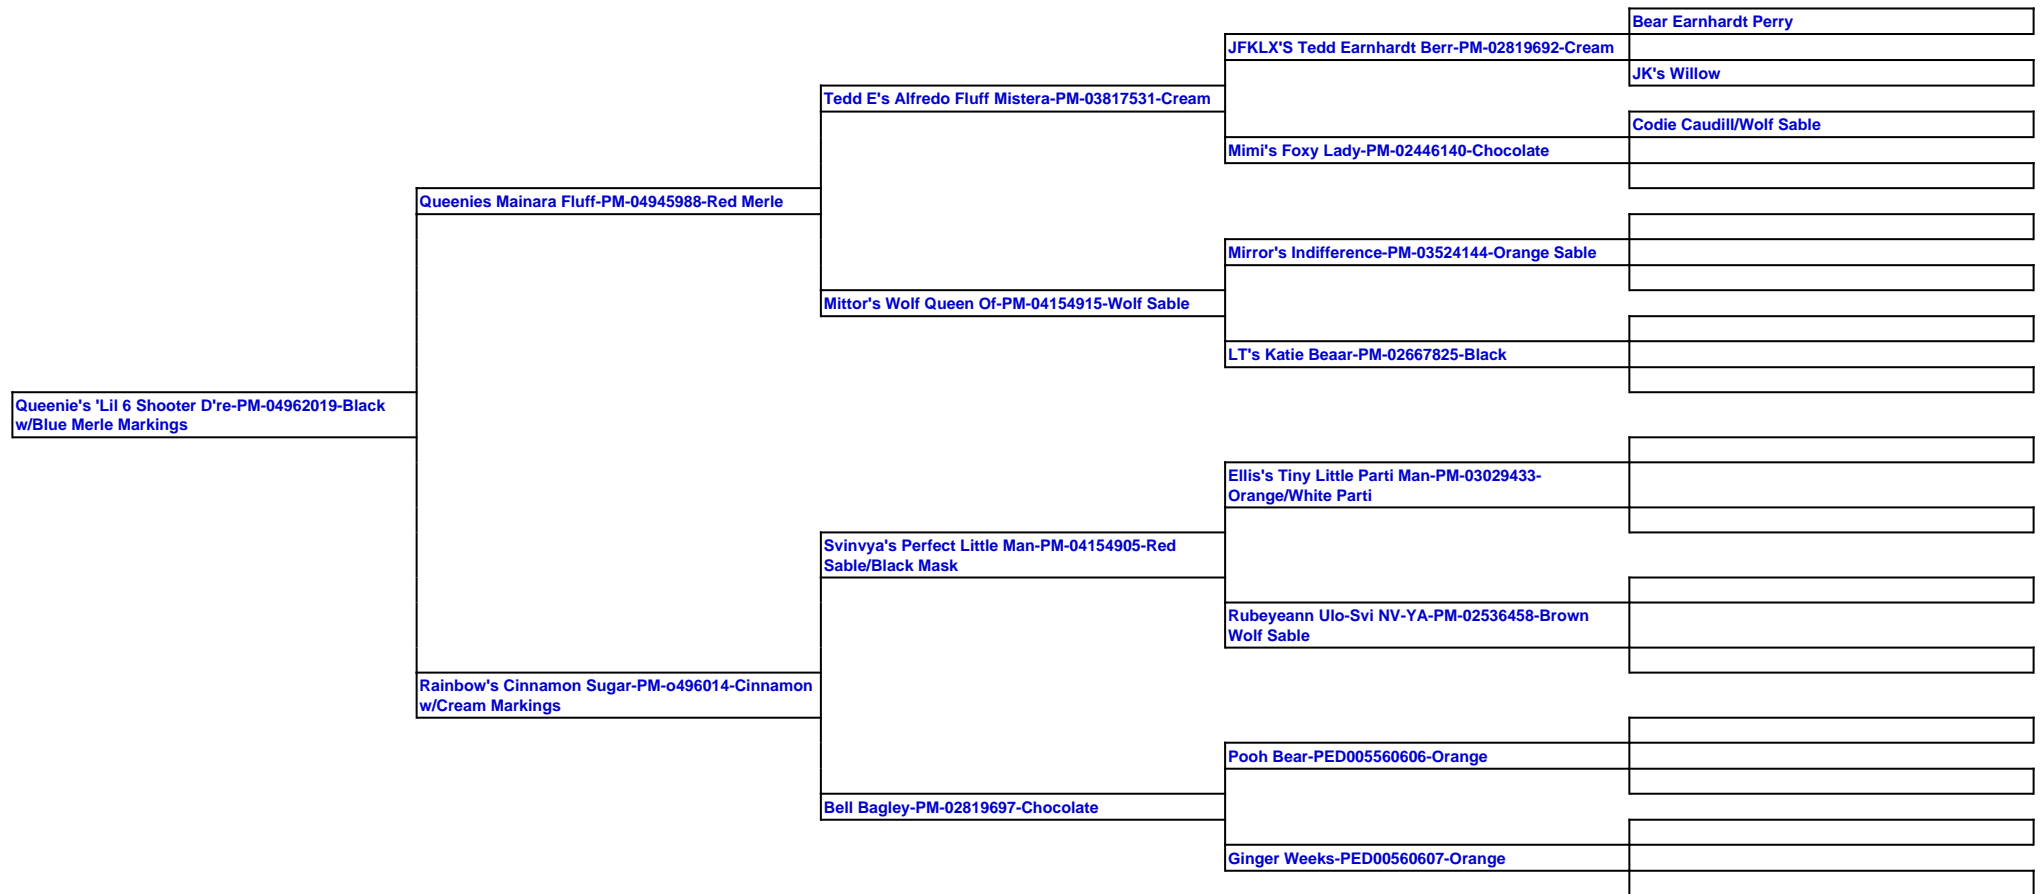 Bear Earnhardt Perry
JFKLX'S Tedd Earnhardt Berr-PM-02819692-Cream
JK's Willow
Tedd E's Alfredo Fluff Mistera-PM-03817531-Cream
Codie Caudill/Wolf Sable
Mimi's Foxy Lady-PM-02446140-Chocolate
Queenies Mainara Fluff-PM-04945988-Red Merle
Mirror's Indifference-PM-03524144-Orange Sable
Mittor's Wolf Queen Of-PM-04154915-Wolf Sable
LT's Katie Beaar-PM-02667825-Black
Queenie's 'Lil 6 Shooter D're-PM-04962019-Black
w/Blue Merle Markings
Ellis's Tiny Little Parti Man-PM-03029433-
Orange/White Parti
Svinvya's Perfect Little Man-PM-04154905-Red
Sable/Black Mask
Rubeyeann Ulo-Svi NV-YA-PM-02536458-Brown
Wolf Sable
Rainbow's Cinnamon Sugar-PM-o496014-Cinnamon
w/Cream Markings
Pooh Bear-PED005560606-Orange
Bell Bagley-PM-02819697-Chocolate
Ginger Weeks-PED00560607-Orange